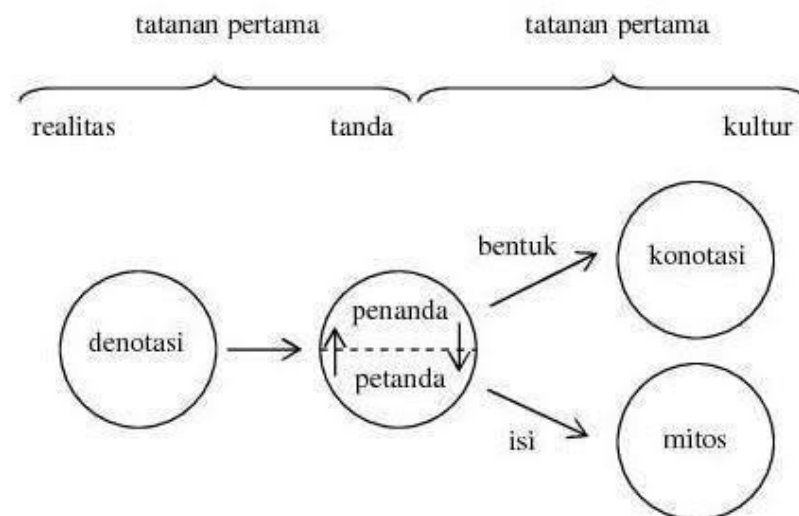 tatanan pertama tatanan pertama
realitas tanda kultur
bentuk
konotasi
penanda
denotasi
petanda
isi
mitos